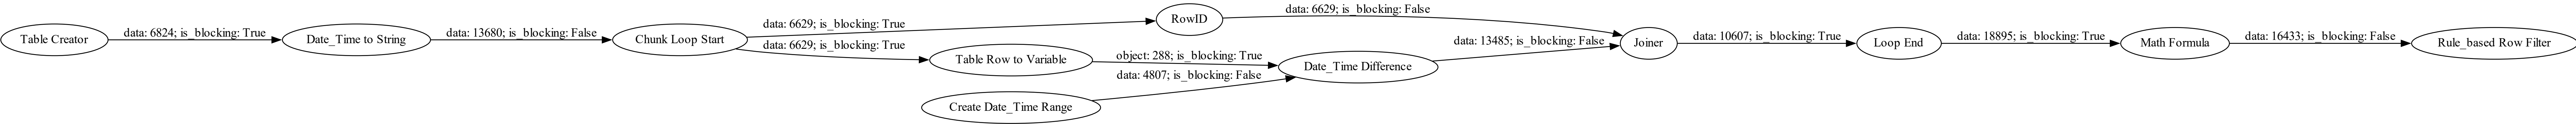 Table Creator
data: 6824; is_blocking: True
Date_Time to String
data: 13680; is_blocking: False
Chunk Loop Start
data: 6629; is_blocking: True
RowID
data: 6629; is_blocking: False
data: 6629; is_blocking: True
Table Row to Variable
object: 288; is_blocking: True
Create Date_Time Range
data: 4807; is_blocking: False
Date_Time Difference
data: 13485; is_blocking: False
Joiner
data: 10607; is_blocking: True
Loop End
data: 18895; is_blocking: True
Math Formula
data: 16433; is_blocking: False
Rule_based Row Filter